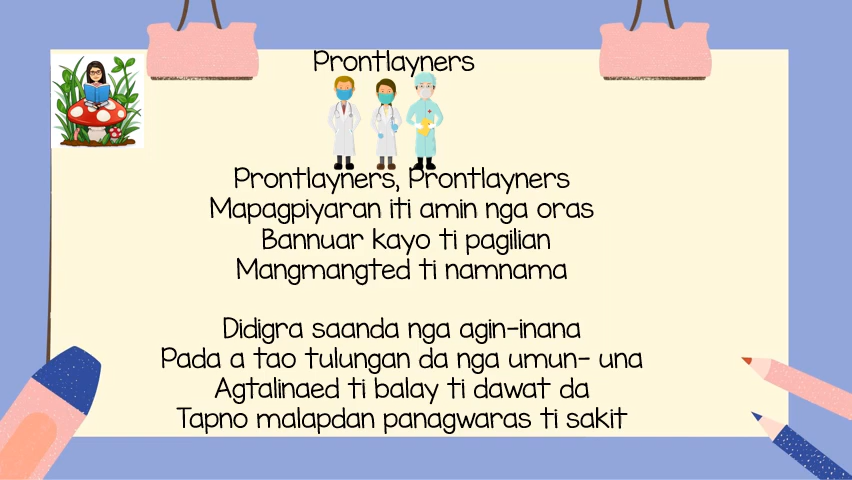 Prontlayners
Prontlayners, Prontlayners
Mapagpiyaran iti amin nga oras
Bannuar kayo ti pagilian
Mangmangted ti namnama
Didigra saanda nga agin-inana
Pada a tao tulungan da nga umun- una
Agtalinaed ti balay ti dawat da
Tapno malapdan panagwaras ti sakit